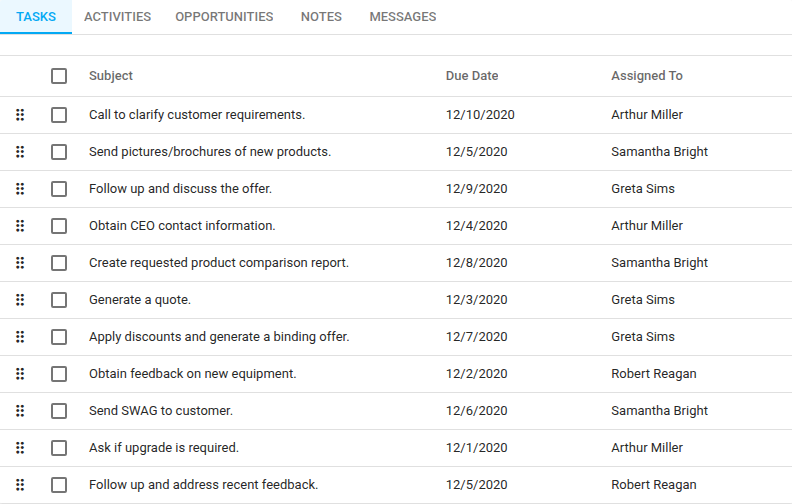 TASKS ACTIVITIES OPPORTUNITIES NOTES MESSAGES
Subject Due Date Assigned To
Call to clarify customer requirements. 12/10/2020 Arthur Miller
Send pictures/brochures of new products. 12/5/2020 Samantha Bright
Follow up and discuss the offer. 12/9/2020 Greta Sims
Obtain CEO contact information. 12/4/2020 Arthur Miller
Create requested product comparison report. 12/8/2020 Samantha Bright
Generate a quote. 12/3/2020 Greta Sims
Apply discounts and generate a binding offer. 12/7/2020 Greta Sims
Obtain feedback on new equipment. 12/2/2020 Robert Reagan
Send SWAG to customer. 12/6/2020 Samantha Bright
Ask if upgrade is required. 12/1/2020 Arthur Miller
Follow up and address recent feedback. 12/5/2020 Robert Reagan